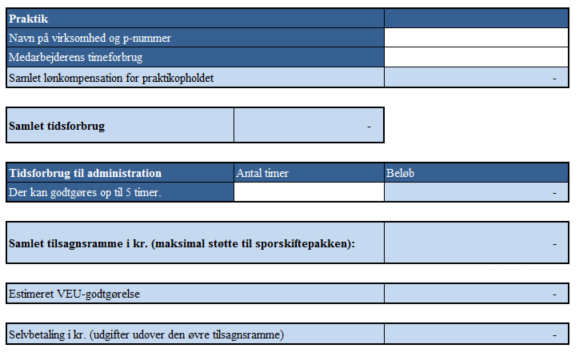 Praktik
Navn på virksomhed og p-nummer
Medarbejderens timeforbrug
Samlet lønkompensation for praktikopholdet -
Samlet tidsforbrug -
Tidsforbrug til administration Antal timer Beløb
Der kan godtgøres op til 5 timer. -
Samlet tilsagnsramme i kr. (maksimal støtte til sporskiftepakken): -
Estimeret VEU-godtgørelse -
Selvbetaling i kr. (udgifter udover den øvre tilsagnsramme) -